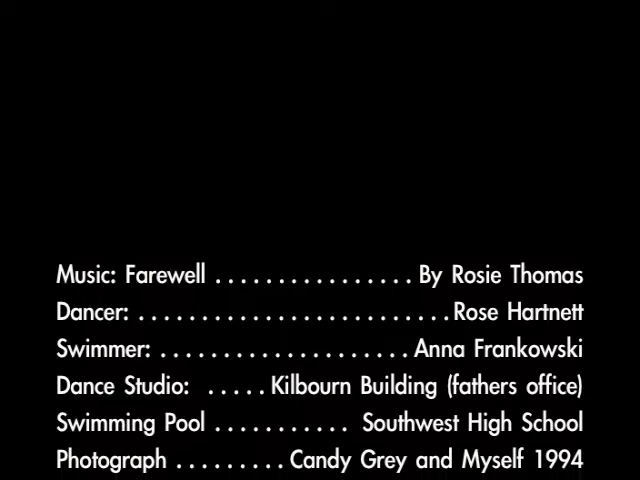 Music: Farewell . . . . . . . . . . . . . . . . By Rosie Thomas
Dancer: . . . . . . . . . . . . . . . . . . . . . . . . . Rose Hartnett
Swimmer: . . . . . . . . . . . . . . . . . . . . Anna Frankowski
Dance Studio: . . . . . Kilbourn Building (fathers office)
Swimming Pool . . . . . . . . . . . Southwest High School
Photograph . . . . . . . . . Candy Grey and Myself 1994